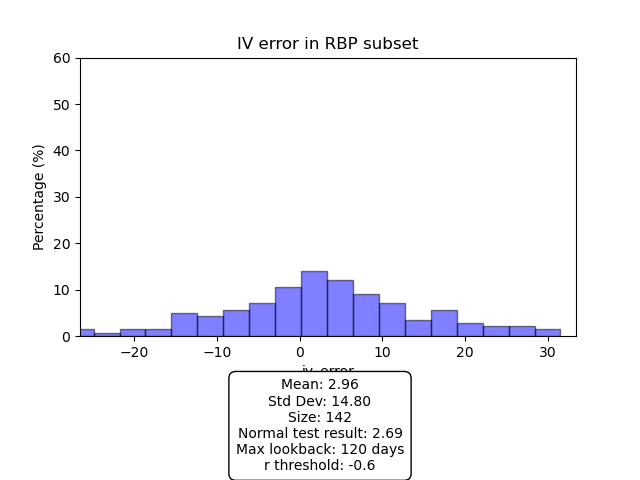 IV error in RBP subset
60
50
40
30
20
10
0
Percentage (%)
−20 −10 0 10 20 30
iv_error
Mean: 2.96
Std Dev: 14.80
Size: 142
Normal test result: 2.69
Max lookback: 120 days
r threshold: -0.6